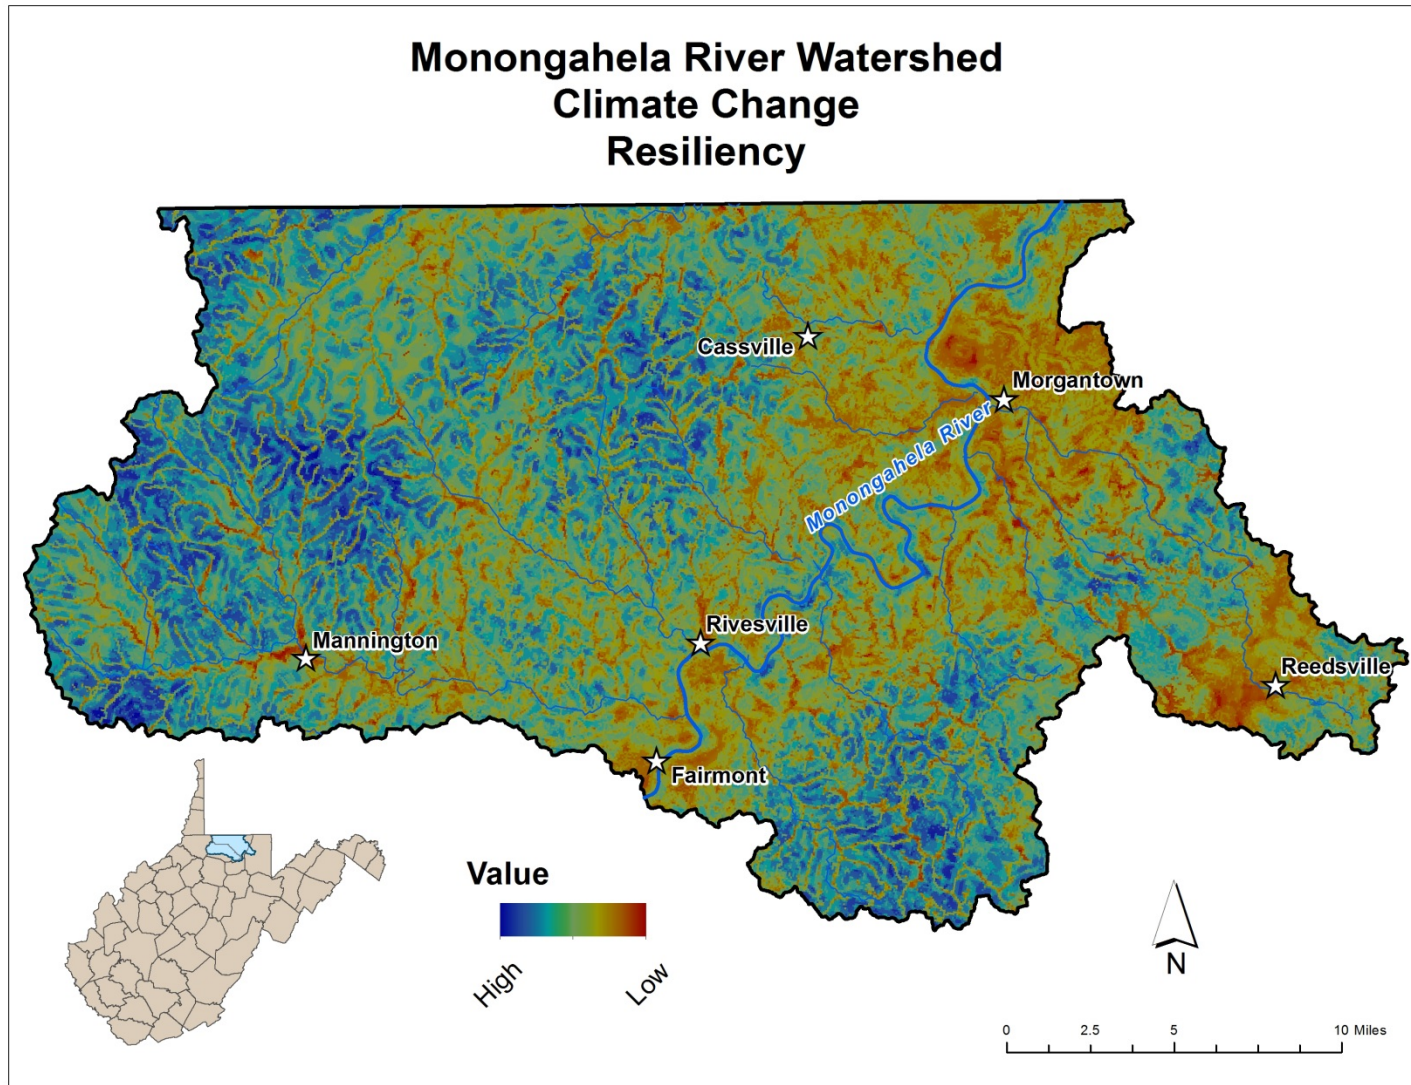 Monongahela River Watershed
Climate Change
Resiliency
Cassville
Morgantown
Monongahela River
Mannington
Rivesville
Reedsville
Fairmont
Value
High
Low
N
0 2.5 5 10 Miles